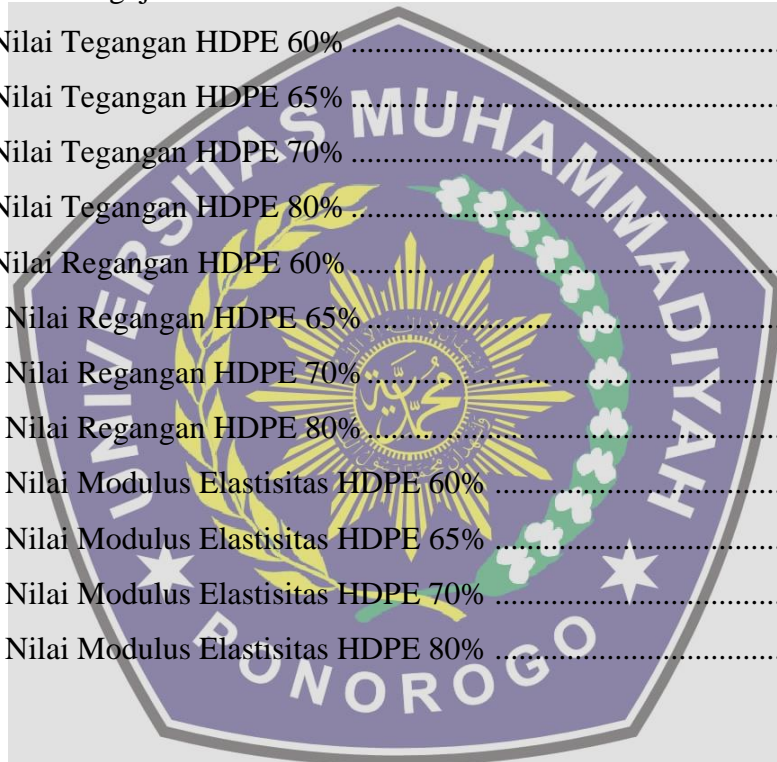 Nilai Tegangan HDPE 60% ........................................................
Nilai Tegangan HDPE 65% ........................................................
Nilai Tegangan HDPE 70% ........................................................
Nilai Tegangan HDPE 80% ........................................................
Nilai Regangan HDPE 60% ........................................................
Nilai Regangan HDPE 65% ........................................................
Nilai Regangan HDPE 70% ........................................................
Nilai Regangan HDPE 80% ........................................................
Nilai Modulus Elastisitas HDPE 60% ......................................
Nilai Modulus Elastisitas HDPE 65% ......................................
Nilai Modulus Elastisitas HDPE 70% ......................................
Nilai Modulus Elastisitas HDPE 80% ......................................
UNIVERSITAS MUHAMMADIYAH
PONOROGO
محمدية